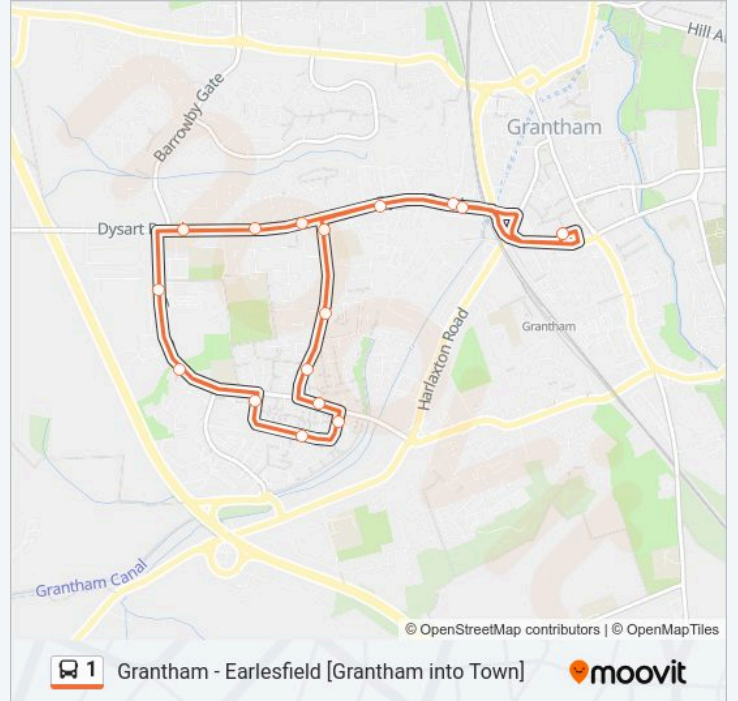 Hill A
Barrowby Gate
Grantham
Dysart
Harlaxton Road
Grantham
Grantham Canal
© OpenStreetMap contributors | © OpenMapTiles
1 Grantham - Earlesfield [Grantham into Town] moovit